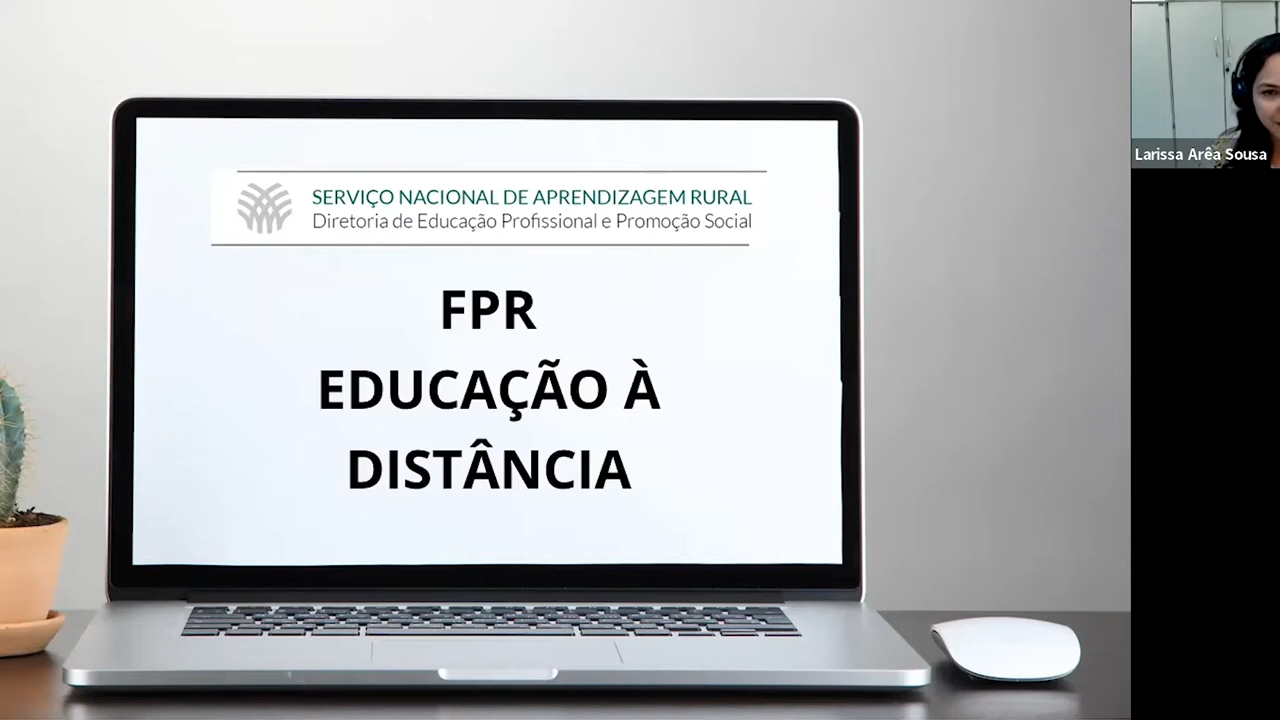 SERVIÇO NACIONAL DE APRENDIZAGEM RURAL
Diretoria de Educação Profissional e Promoção Social
FPR
EDUCAÇÃO À
DISTÂNCIA
Larissa Arêa Sousa